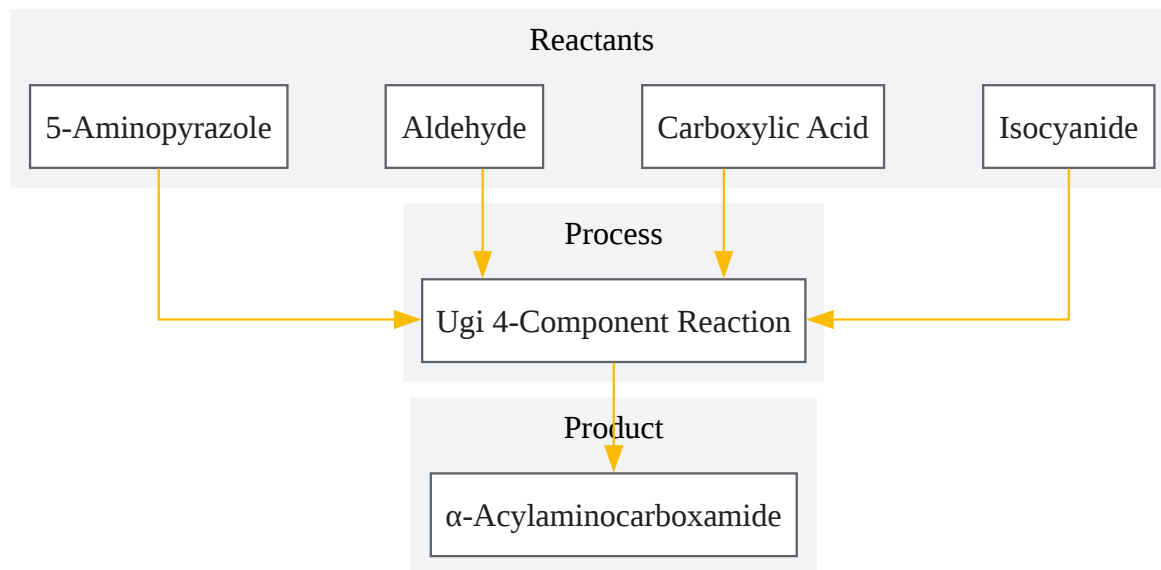 Reactants
5-Aminopyrazole
Aldehyde
Carboxylic Acid
Isocyanide
Process
Ugi 4-Component Reaction
Product
α-Acylaminocarboxamide